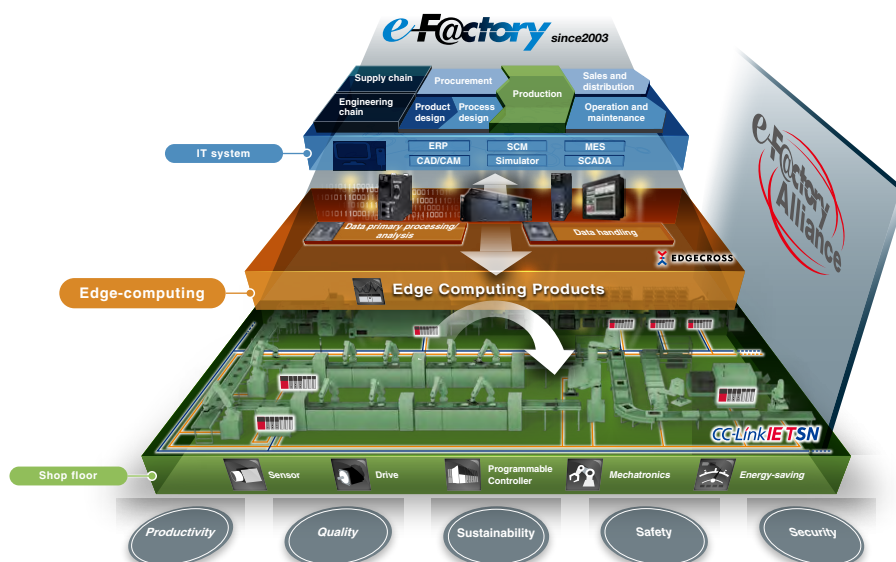 e-F@ctory since2003
Supply chain
Procurement
Production
Sales and
distribution
Engineering
chain
Product
design
Process
design
Operation and
maintenance
IT system
ERP
SCM
MES
CAD/CAM
Simulator
SCADA
Data primary processing/
analysis
Data handling
EDGECROSS
Edge-computing
Edge Computing Products
e-F@ctory
Alliance
CC-Link IE TSN
Shop floor
Sensor
Drive
Programmable
Controller
Mechatronics
Energy-saving
Productivity
Quality
Sustainability
Safety
Security